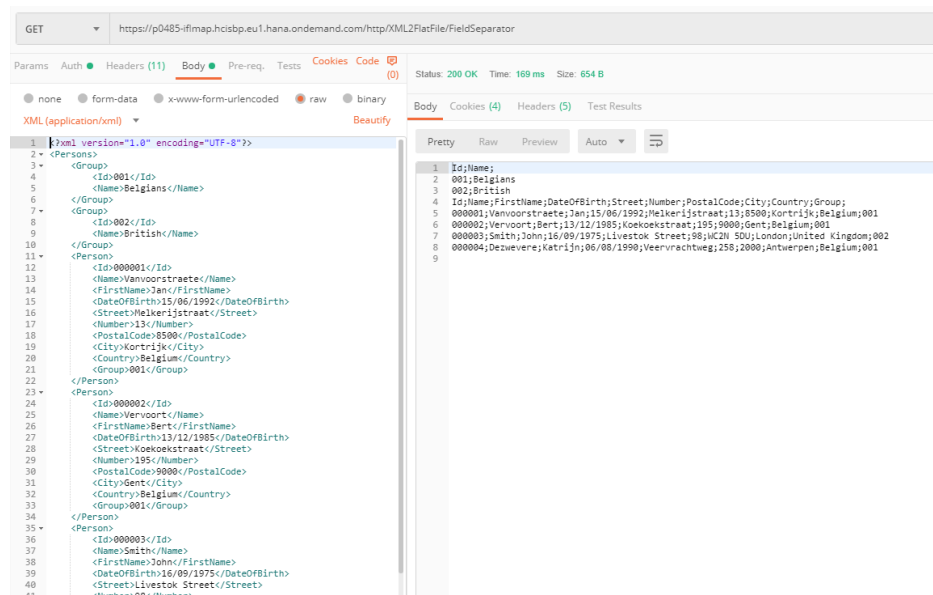 GET https://p0485-iflmap.hcisbp.eu1.hana.ondemand.com/http/XML2FlatFile/FieldSeparator
Params Auth Headers (11) Body Pre-req. Tests Cookies Code (0)
none form-data x-www-form-urlencoded raw binary
XML (application/xml) Beautify
1 <?xml version="1.0" encoding="UTF-8"?>
2 <Persons>
3 <Group>
4 <Id>001</Id>
5 <Name>Belgians</Name>
6 </Group>
7 <Group>
8 <Id>002</Id>
9 <Name>British</Name>
10 </Group>
11 <Person>
12 <Id>000001</Id>
13 <Name>Vanvoorstraete</Name>
14 <FirstName>Jan</FirstName>
15 <DateOfBirth>15/06/1992</DateOfBirth>
16 <Street>Melkerijstraat</Street>
17 <Number>13</Number>
18 <PostalCode>8500</PostalCode>
19 <City>Kortrijk</City>
20 <Country>Belgium</Country>
21 <Group>001</Group>
22 </Person>
23 <Person>
24 <Id>000002</Id>
25 <Name>Vervoort</Name>
26 <FirstName>Bert</FirstName>
27 <DateOfBirth>13/12/1985</DateOfBirth>
28 <Street>Koekoekstraat</Street>
29 <Number>195</Number>
30 <PostalCode>9000</PostalCode>
31 <City>Gent</City>
32 <Country>Belgium</Country>
33 <Group>001</Group>
34 </Person>
35 <Person>
36 <Id>000003</Id>
37 <Name>Smith</Name>
38 <FirstName>John</FirstName>
39 <DateOfBirth>16/09/1975</DateOfBirth>
40 <Street>Livestok Street</Street>
Status: 200 OK Time: 169 ms Size: 654 B
Body Cookies (4) Headers (5) Test Results
Pretty Raw Preview Auto
1 Id;Name;
2 001;Belgians
3 002;British
4 Id;Name;FirstName;DateOfBirth;Street;Number;PostalCode;City;Country;Group;
5 000001;Vanvoorstraete;Jan;15/06/1992;Melkerijstraat;13;8500;Kortrijk;Belgium;001
6 000002;Vervoort;Bert;13/12/1985;Koekoekstraat;195;9000;Gent;Belgium;001
7 000003;Smith;John;16/09/1975;Livestok Street;98;WC2N 5DU;London;United Kingdom;002
8 000004;Dezwevere;Katrijn;06/08/1990;Veervrachtweg;258;2000;Antwerpen;Belgium;001
9